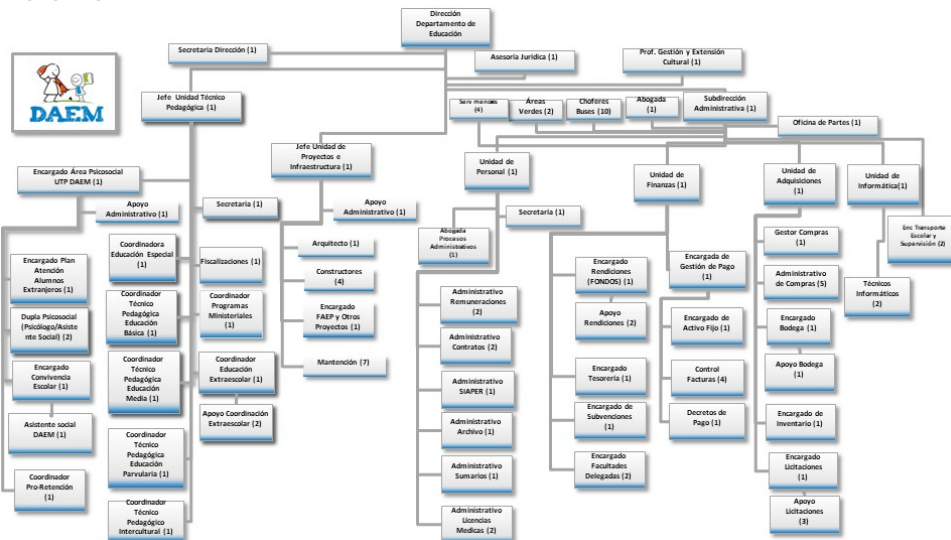 Dirección
Departamento de
Educación
Secretaria Dirección (1)
Asesoría Jurídica (1)
Prof. Gestión y Extensión
Cultural (1)
DAEM
Jefe Unidad Técnico
Pedagógica (1)
(4)
Áreas
Verdes (2)
Choferes
Buses (10)
Abogada
(1)
Subdirección
Administrativa (1)
Oficina de Partes (1)
Jefe Unidad de
Proyectos e
Infraestructura (1)
Unidad de
Personal (1)
Unidad de
Finanzas (1)
Unidad de
Adquisiciones
(1)
Unidad de
Informática(1)
Encargado Área Psicosocial
UTP DAEM (1)
Apoyo
Administrativo (1)
Secretaria (1)
Apoyo
Administrativo (1)
Abogada
Procesos
Administrativos
(1)
Secretaria (1)
Gestor Compras
(1)
Enc Transporte
Escolar y
Supervisión (2)
Encargado Plan
Atención
Alumnos
Extranjeros (1)
Coordinadora
Educación Especial
(1)
Fiscalizaciones (1)
Arquitecto (1)
Constructores
(4)
Encargado
Rendiciones
(FONDOS) (1)
Encargada de
Gestión de Pago
(1)
Administrativo
de Compras (5)
Técnicos
Informáticos
(2)
Dupla Psicosocial
(Psicólogo/Asiste
nte Social) (2)
Coordinador
Técnico
Pedagógica
Educación
Básica (1)
Coordinador
Programas
Ministeriales
(1)
Encargado
FAEP y Otros
Proyectos (1)
Administrativo
Remuneraciones
(2)
Apoyo
Rendiciones (2)
Encargado de
Activo Fijo (1)
Encargado
Bodega (1)
Encargado
Convivencia
Escolar (1)
Coordinador
Técnico
Pedagógica
Educación
Media (1)
Coordinador
Educación
Extraescolar (1)
Mantención (7)
Administrativo
Contratos (2)
Encargado
Tesorería (1)
Control
Facturas (4)
Apoyo Bodega
(1)
Asistente social
DAEM (1)
Apoyo Coordinación
Extraescolar (2)
Administrativo
SIAPER (1)
Encargado de
Subvenciones
(1)
Decretos de
Pago (1)
Encargado de
Inventario (1)
Coordinador
Técnico
Pedagógica
Educación
Parvularia (1)
Administrativo
Archivo (1)
Encargado
Facultades
Delegadas (2)
Encargado
Licitaciones
(1)
Coordinador
Pro-Retención
(1)
Administrativo
Sumarios (1)
Apoyo
Licitaciones
(3)
Coordinador
Técnico
Pedagógico
Intercultural (1)
Administrativo
Licencias
Medicas (2)